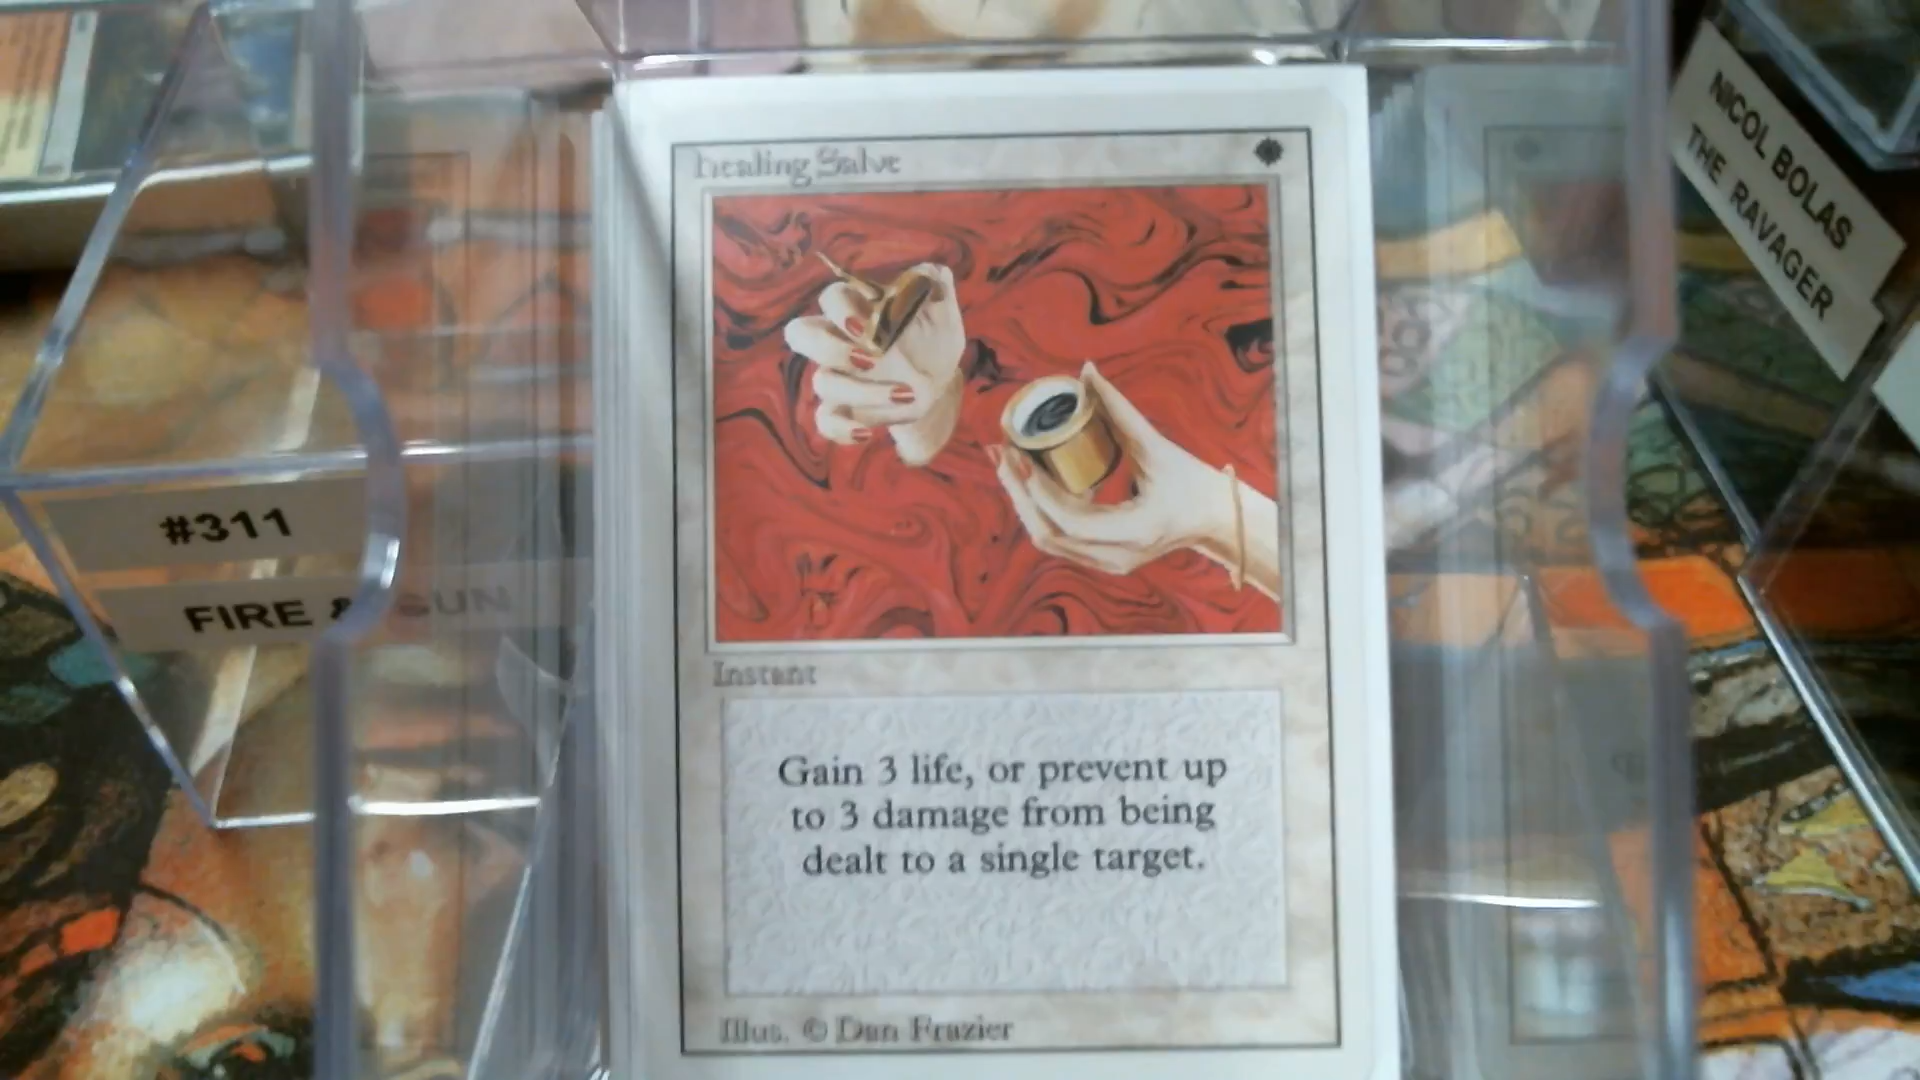 Healing Salve
Instant
Gain 3 life, or prevent up
to 3 damage from being
dealt to a single target.
Illus. © Dan Frazier
#311
FIRE & SUN
NICOL BOLAS
THE RAVAGER